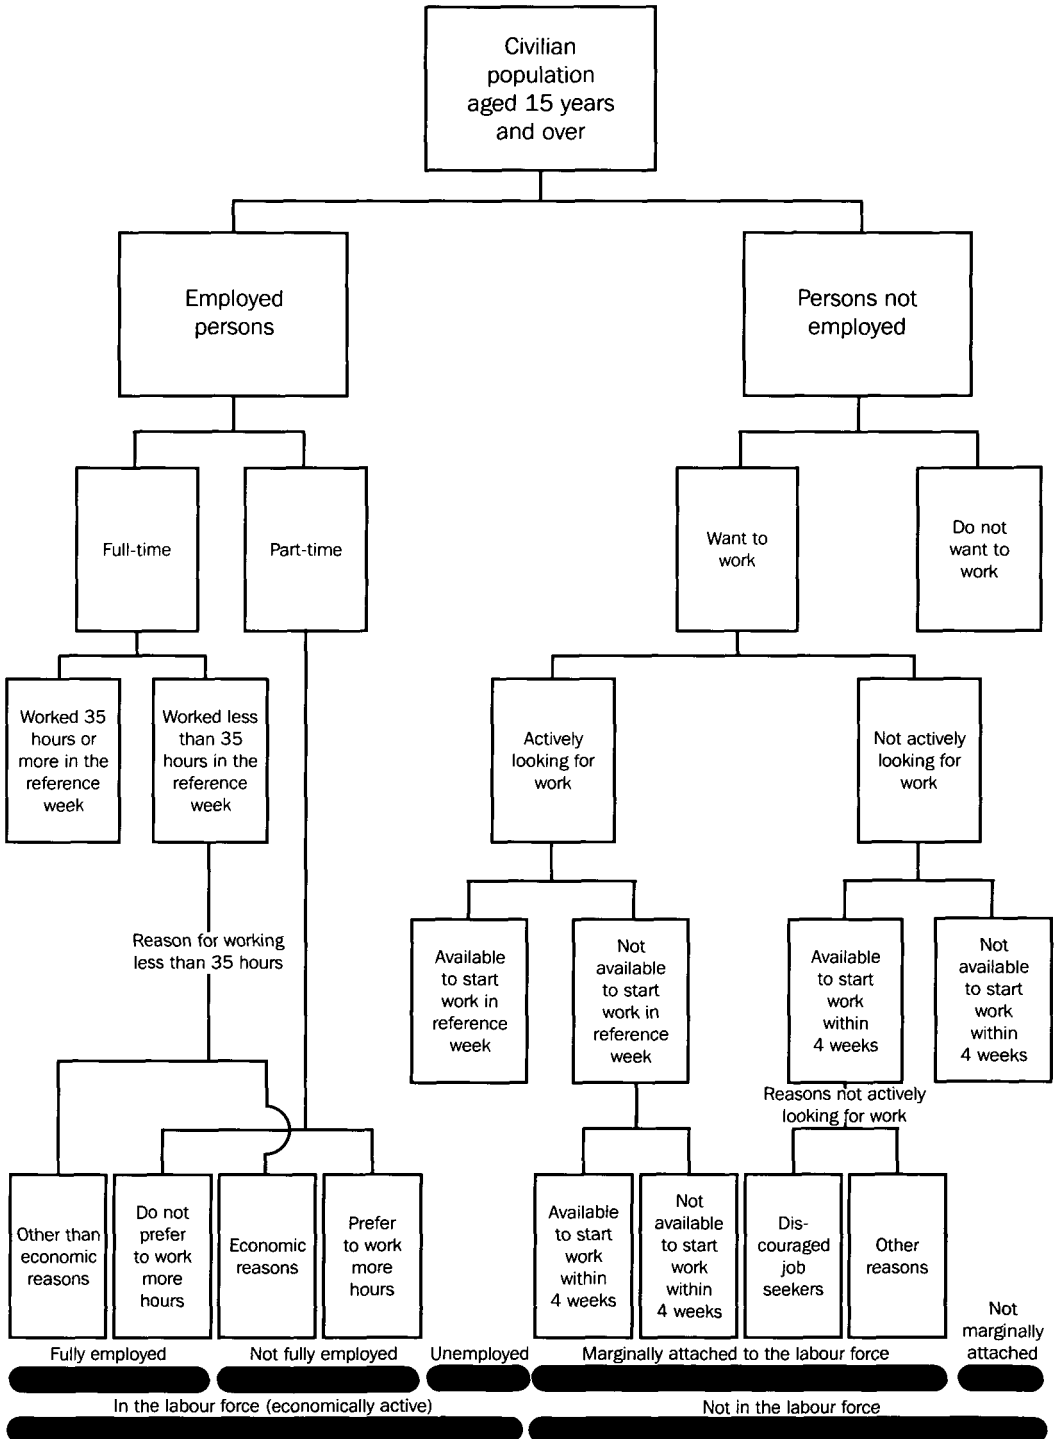 Civilian
population
aged 15 years
and over
Employed
persons
Persons not
employed
Full-time
Part-time
Want to
work
Do not
want to
work
Worked 35
hours or
more in the
reference
week
Worked less
than 35
hours in the
reference
week
Actively
looking for
work
Not actively
looking for
work
Reason for working
less than 35 hours
Available
to start
work in
reference
week
Not
available
to start
work in
reference
week
Available
to start
work
within
4 weeks
Not
available
to start
work
within
4 weeks
Reasons not actively
looking for work
Other than
economic
reasons
Do not
prefer
to work
more
hours
Economic
reasons
Prefer
to work
more
hours
Available
to start
work
within
4 weeks
Not
available
to start
work
within
4 weeks
Dis-
couraged
job
seekers
Other
reasons
Fully employed
Not fully employed
Unemployed
Marginally attached to the labour force
Not
marginally
attached
In the labour force (economically active)
Not in the labour force